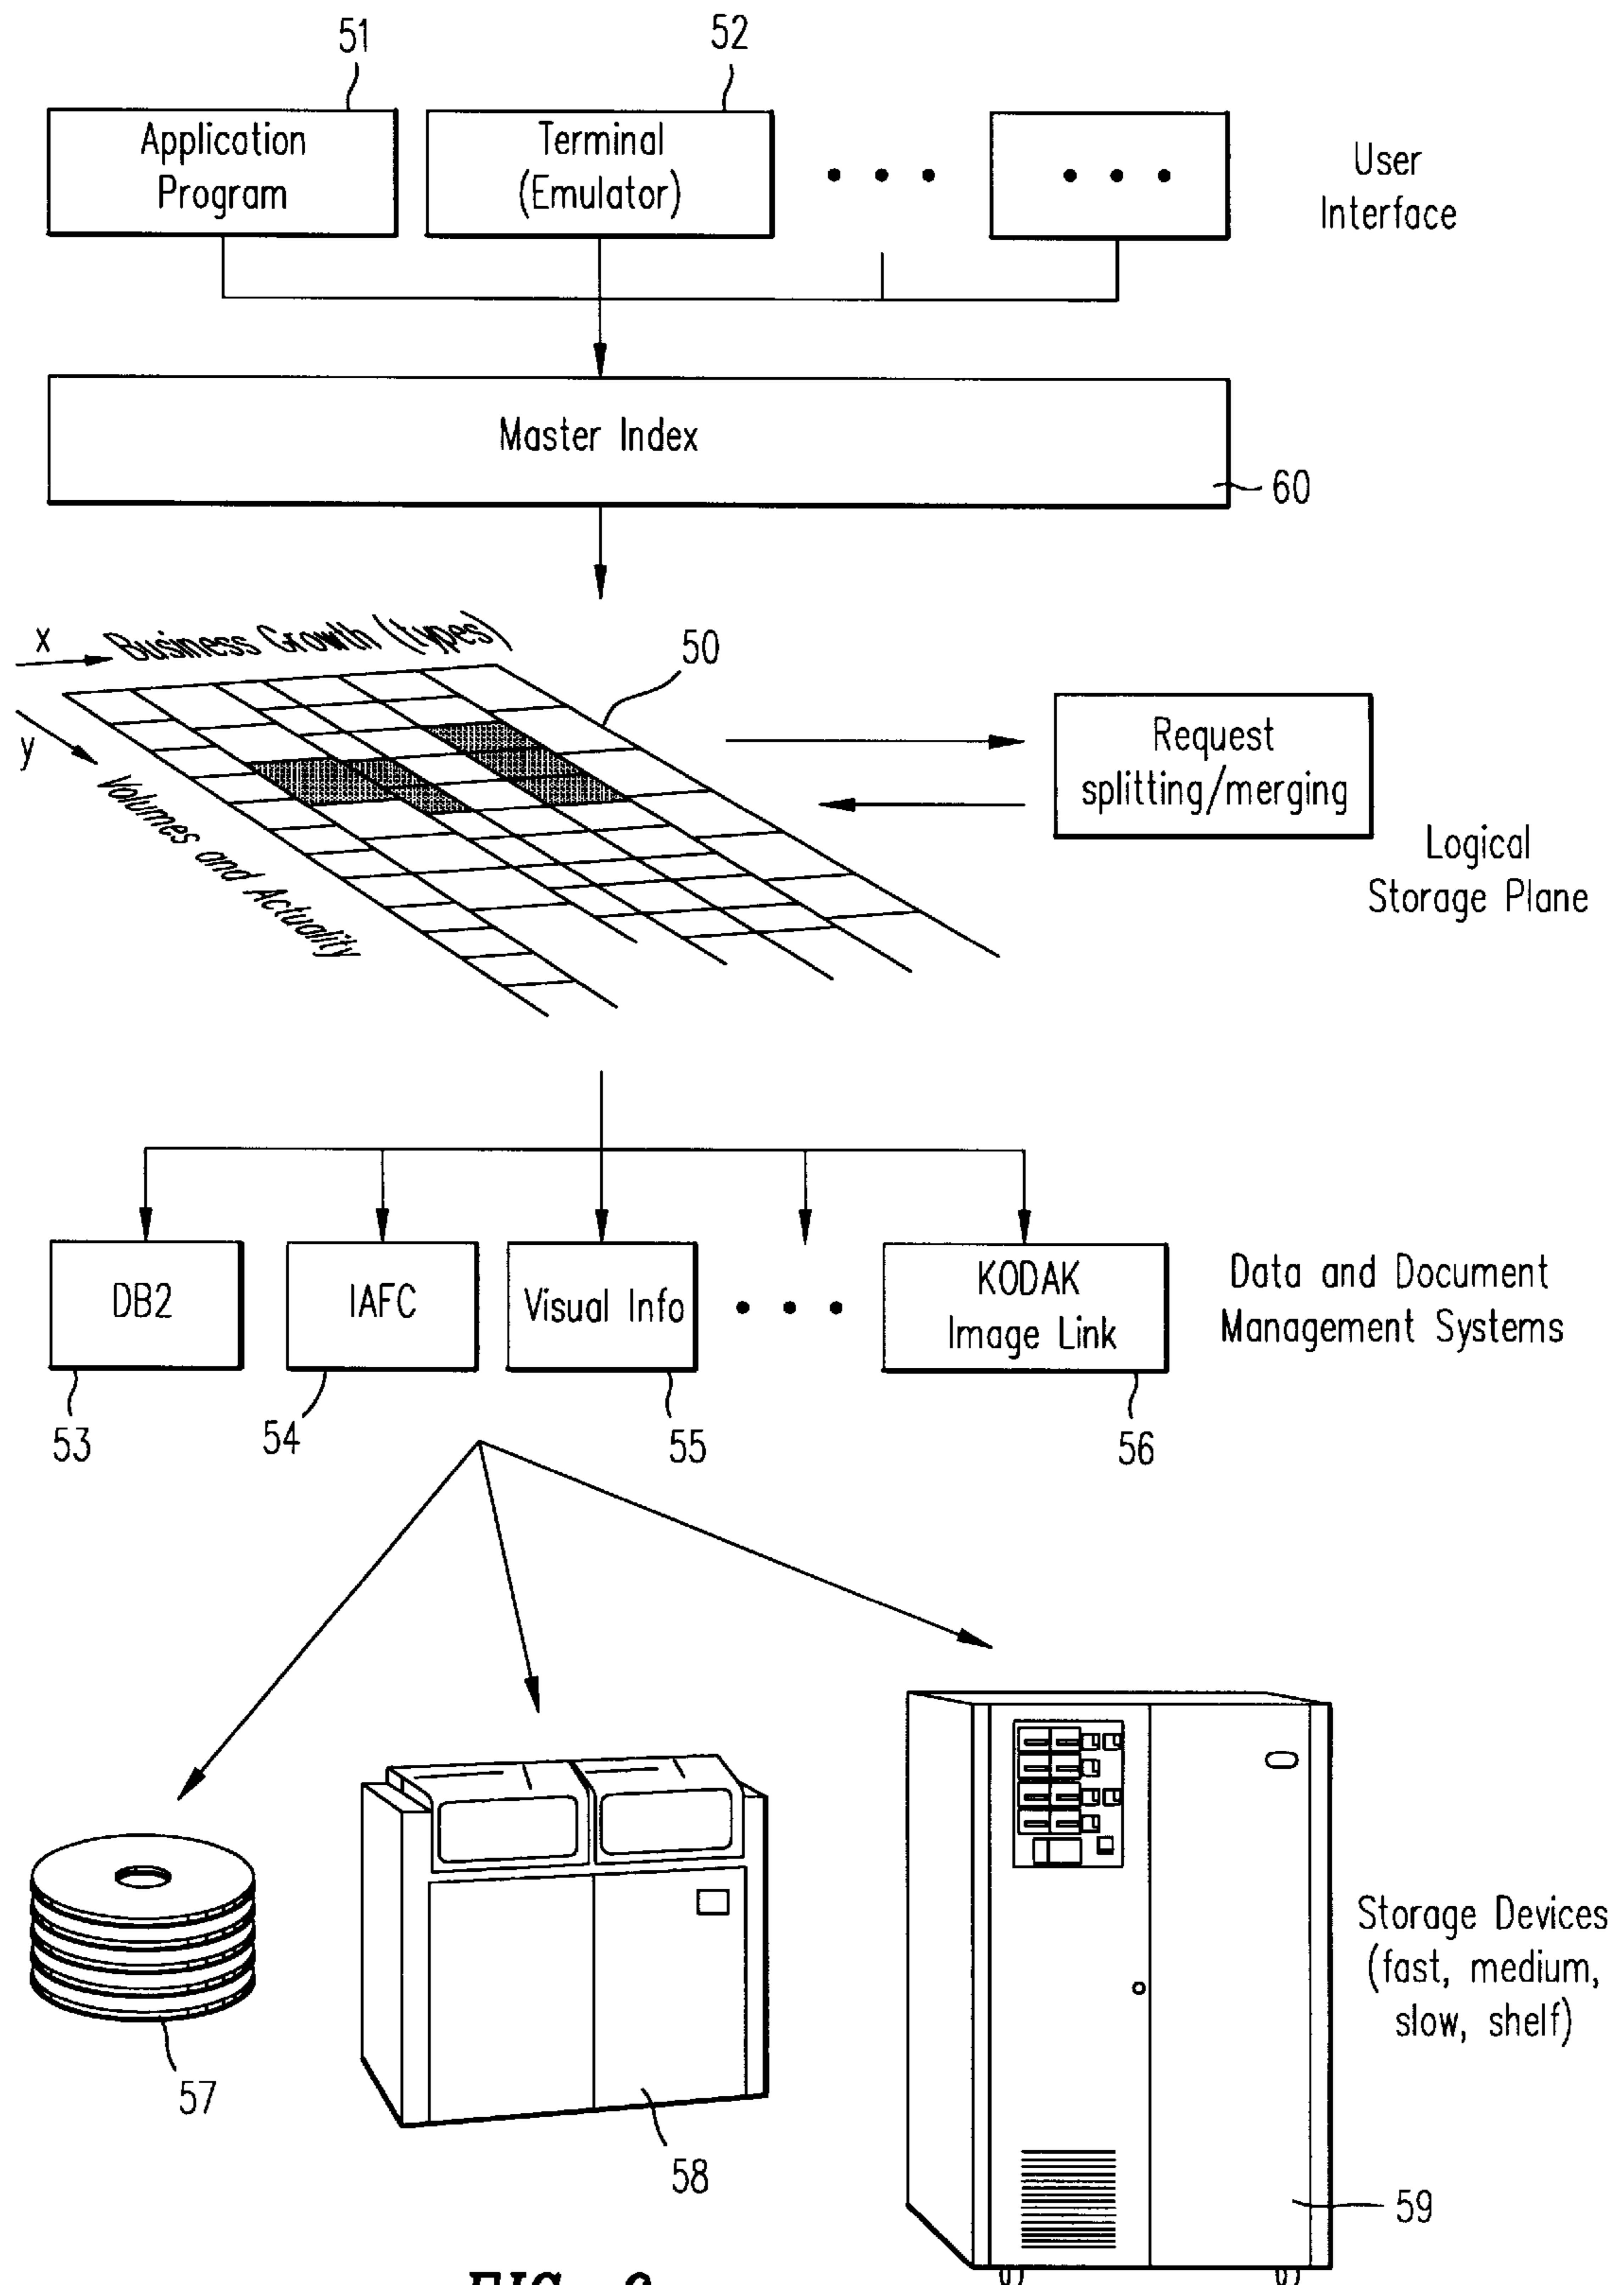 51
52
Application
Program
Terminal
(Emulator)
User
Interface
Master Index
60
x
Business Growth (types)
50
y
Volumes and Actuality
Request
splitting/merging
Logical
Storage Plane
DB2
IAFC
Visual Info
KODAK
Image Link
Data and Document
Management Systems
53
54
55
56
Storage Devices
(fast, medium,
slow, shelf)
57
58
59